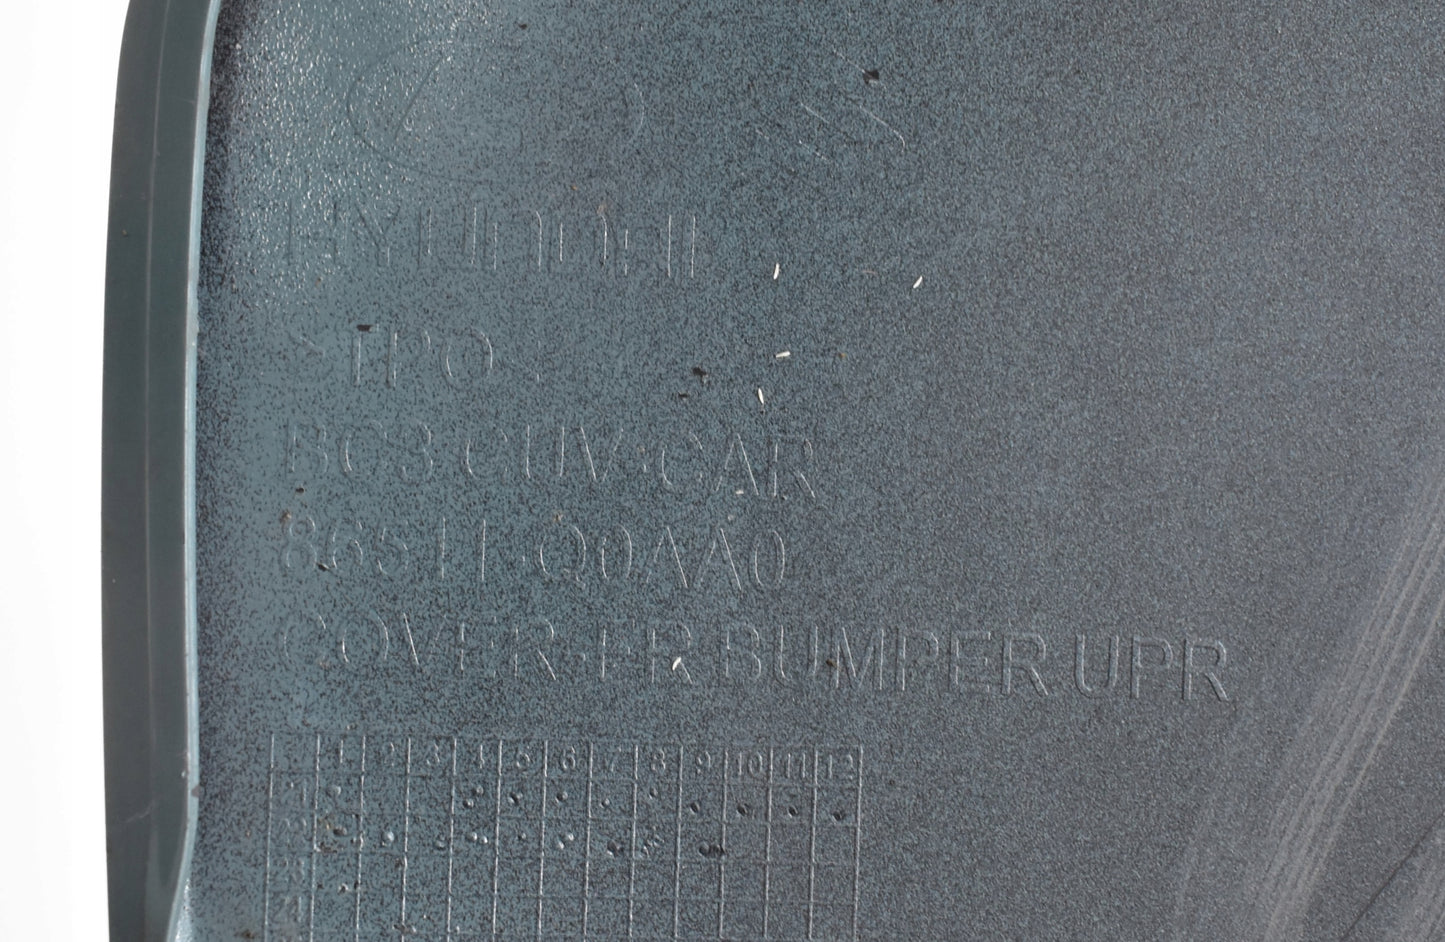 HYUNDAI
>TPO
BC3 CUV-CAR
86511-Q0AA0
COVER-FR BUMPER UPR
1 2 3 4 5 6 7 8 9 10 11 12
21
22
23
24